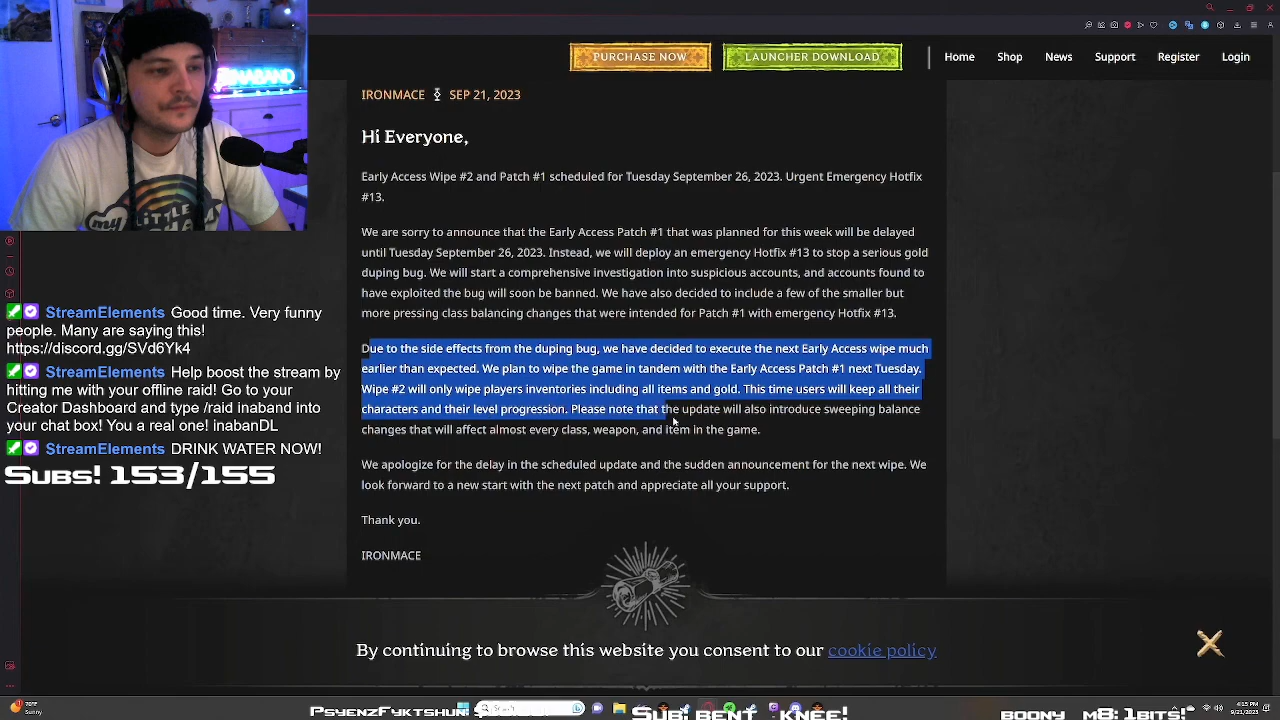 PURCHASE NOW
LAUNCHER DOWNLOAD
Home
Shop
News
Support
Register
Login
IRONMACE
SEP 21, 2023
Hi Everyone,
Early Access Wipe #2 and Patch #1 scheduled for Tuesday September 26, 2023. Urgent Emergency Hotfix
#13.
We are sorry to announce that the Early Access Patch #1 that was planned for this week will be delayed
until Tuesday September 26, 2023. Instead, we will deploy an emergency Hotfix #13 to stop a serious gold
duping bug. We will start a comprehensive investigation into suspicious accounts, and accounts found to
have exploited the bug will soon be banned. We have also decided to include a few of the smaller but
more pressing class balancing changes that were intended for Patch #1 with emergency Hotfix #13.
Due to the side effects from the duping bug, we have decided to execute the next Early Access wipe much
earlier than expected. We plan to wipe the game in tandem with the Early Access Patch #1 next Tuesday.
Wipe #2 will only wipe players inventories including all items and gold. This time users will keep all their
characters and their level progression. Please note that the update will also introduce sweeping balance
changes that will affect almost every class, weapon, and item in the game.
We apologize for the delay in the scheduled update and the sudden announcement for the next wipe. We
look forward to a new start with the next patch and appreciate all your support.
Thank you.
IRONMACE
By continuing to browse this website you consent to our cookie policy
StreamElements Good time. Very funny
people. Many are saying this!
https://discord.gg/SVd6Yk4
StreamElements Help boost the stream by
hitting me with your offline raid! Go to your
Creator Dashboard and type /raid inaband into
your chat box! You a real one! inabanDL
StreamElements DRINK WATER NOW!
Subs! 153/155
Sub: bent_knee!